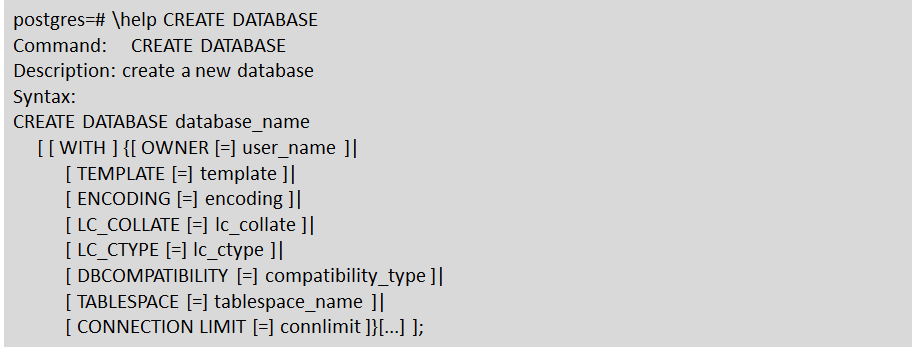 postgres=# \help CREATE DATABASE
Command: CREATE DATABASE
Description: create a new database
Syntax:
CREATE DATABASE database_name
[ [ WITH ] {[ OWNER [=] user_name ]|
[ TEMPLATE [=] template ]|
[ ENCODING [=] encoding ]|
[ LC_COLLATE [=] lc_collate ]|
[ LC_CTYPE [=] lc_ctype ]|
[ DBCOMPATIBILITY [=] compatibility_type ]|
[ TABLESPACE [=] tablespace_name ]|
[ CONNECTION LIMIT [=] connlimit ]}[...] ];